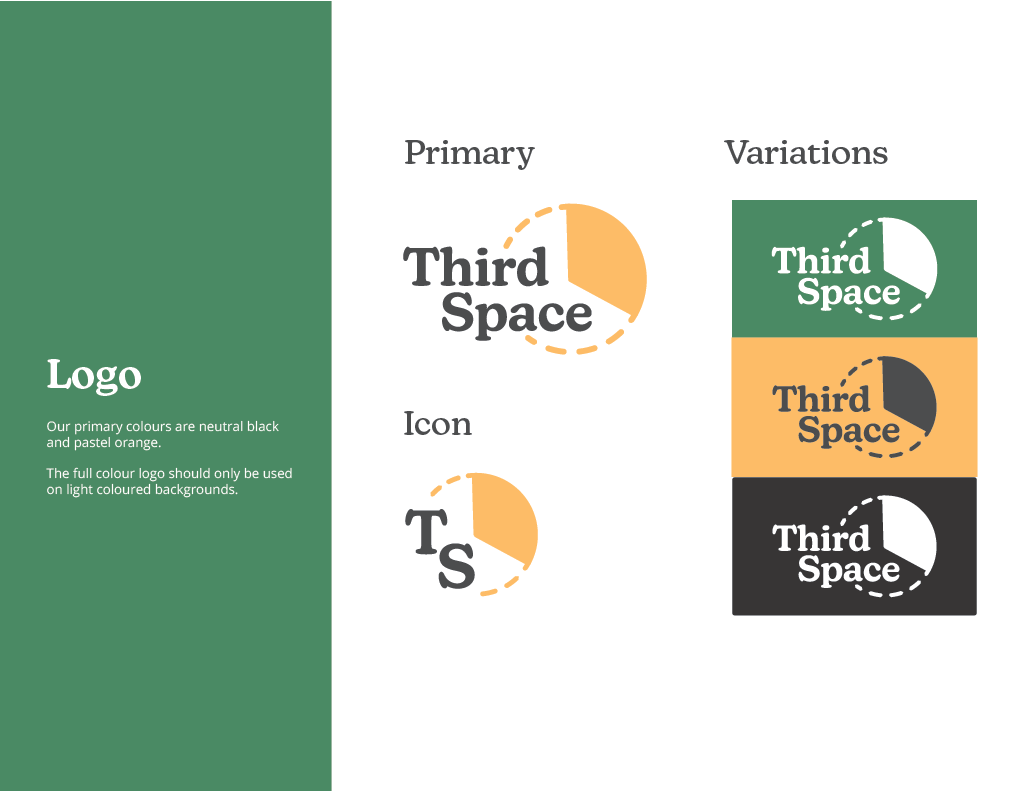 Logo
Our primary colours are neutral black
and pastel orange.
The full colour logo should only be used
on light coloured backgrounds.
Primary
Third
Space
Icon
T
S
Variations
Third
Space
Third
Space
Third
Space